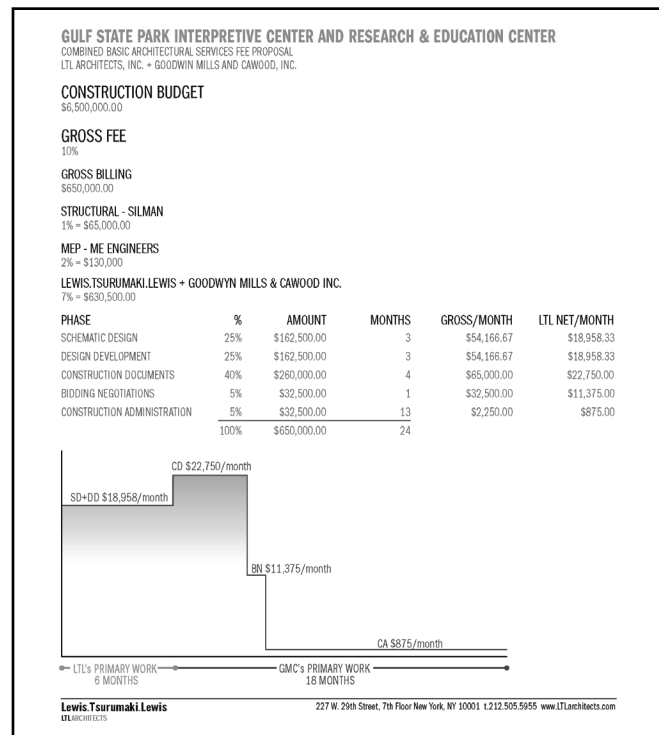 GULF STATE PARK INTERPRETIVE CENTER AND RESEARCH & EDUCATION CENTER
COMBINED BASIC ARCHITECTURAL SERVICES FEE PROPOSAL
LTL ARCHITECTS, INC. + GOODWIN MILLS AND CAWOOD, INC.
CONSTRUCTION BUDGET
$6,500,000.00
GROSS FEE
10%
GROSS BILLING
$650,000.00
STRUCTURAL - SILMAN
1% = $65,000.00
MEP - ME ENGINEERS
2% = $130,000
LEWIS.TSURUMAKI.LEWIS + GOODWYN MILLS & CAWOOD INC.
7% = $630,500.00
PHASE % AMOUNT MONTHS GROSS/MONTH LTL NET/MONTH
SCHEMATIC DESIGN 25% $162,500.00 3 $54,166.67 $18,958.33
DESIGN DEVELOPMENT 25% $162,500.00 3 $54,166.67 $18,958.33
CONSTRUCTION DOCUMENTS 40% $260,000.00 4 $65,000.00 $22,750.00
BIDDING NEGOTIATIONS 5% $32,500.00 1 $32,500.00 $11,375.00
CONSTRUCTION ADMINISTRATION 5% $32,500.00 13 $2,250.00 $875.00
100% $650,000.00 24
CD $22,750/month
SD+DD $18,958/month
BN $11,375/month
CA $875/month
LTL's PRIMARY WORK GMC's PRIMARY WORK
6 MONTHS 18 MONTHS
Lewis.Tsurumaki.Lewis 227 W. 29th Street, 7th Floor New York, NY 10001 t.212.505.5955 www.LTLarchitects.com
LTLARCHITECTS